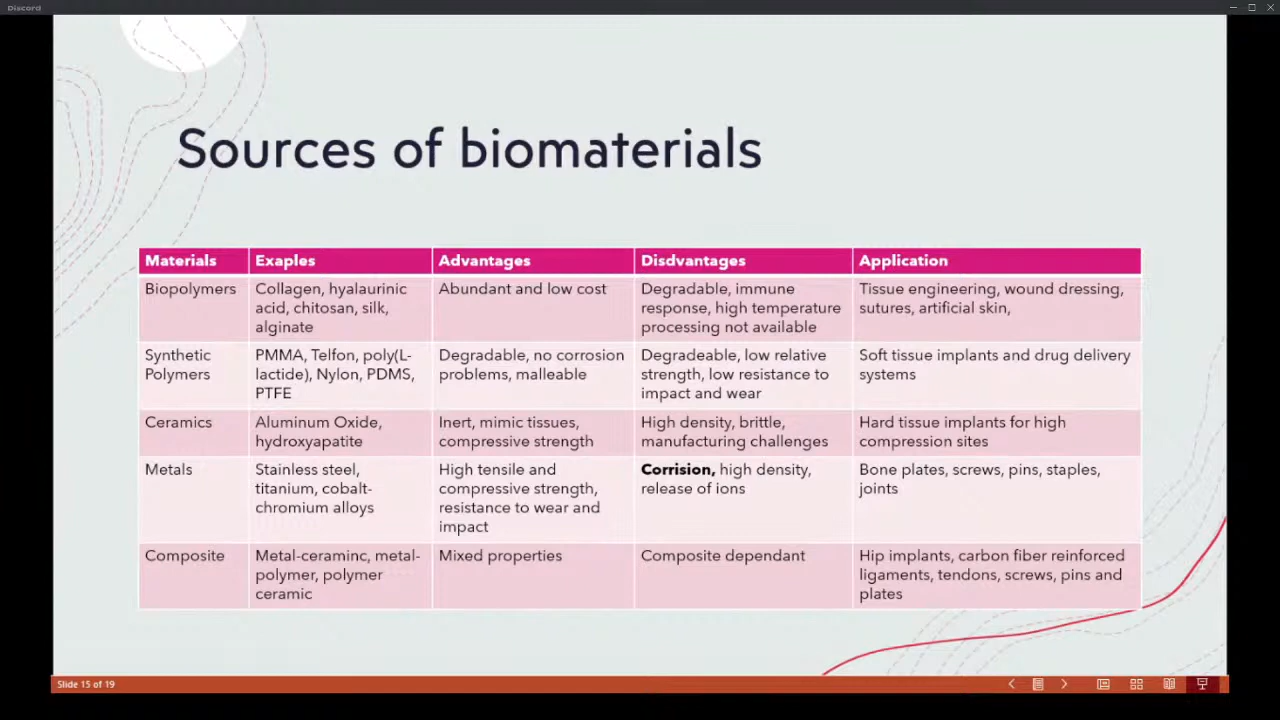 Discord
Sources of biomaterials
Materials Exaples Advantages Disdvantages Application
Biopolymers Collagen, hyalaurinic Abundant and low cost Degradable, immune Tissue engineering, wound dressing,
acid, chitosan, silk, response, high temperature sutures, artificial skin,
alginate processing not available
Synthetic PMMA, Telfon, poly(L- Degradable, no corrosion Degradeable, low relative Soft tissue implants and drug delivery
Polymers lactide), Nylon, PDMS, problems, malleable strength, low resistance to systems
PTFE impact and wear
Ceramics Aluminum Oxide, Inert, mimic tissues, High density, brittle, Hard tissue implants for high
hydroxyapatite compressive strength manufacturing challenges compression sites
Metals Stainless steel, High tensile and Corrision, high density, Bone plates, screws, pins, staples,
titanium, cobalt- compressive strength, release of ions joints
chromium alloys resistance to wear and
impact
Composite Metal-ceraminc, metal- Mixed properties Composite dependant Hip implants, carbon fiber reinforced
polymer, polymer ligaments, tendons, screws, pins and
ceramic plates
Slide 15 of 19